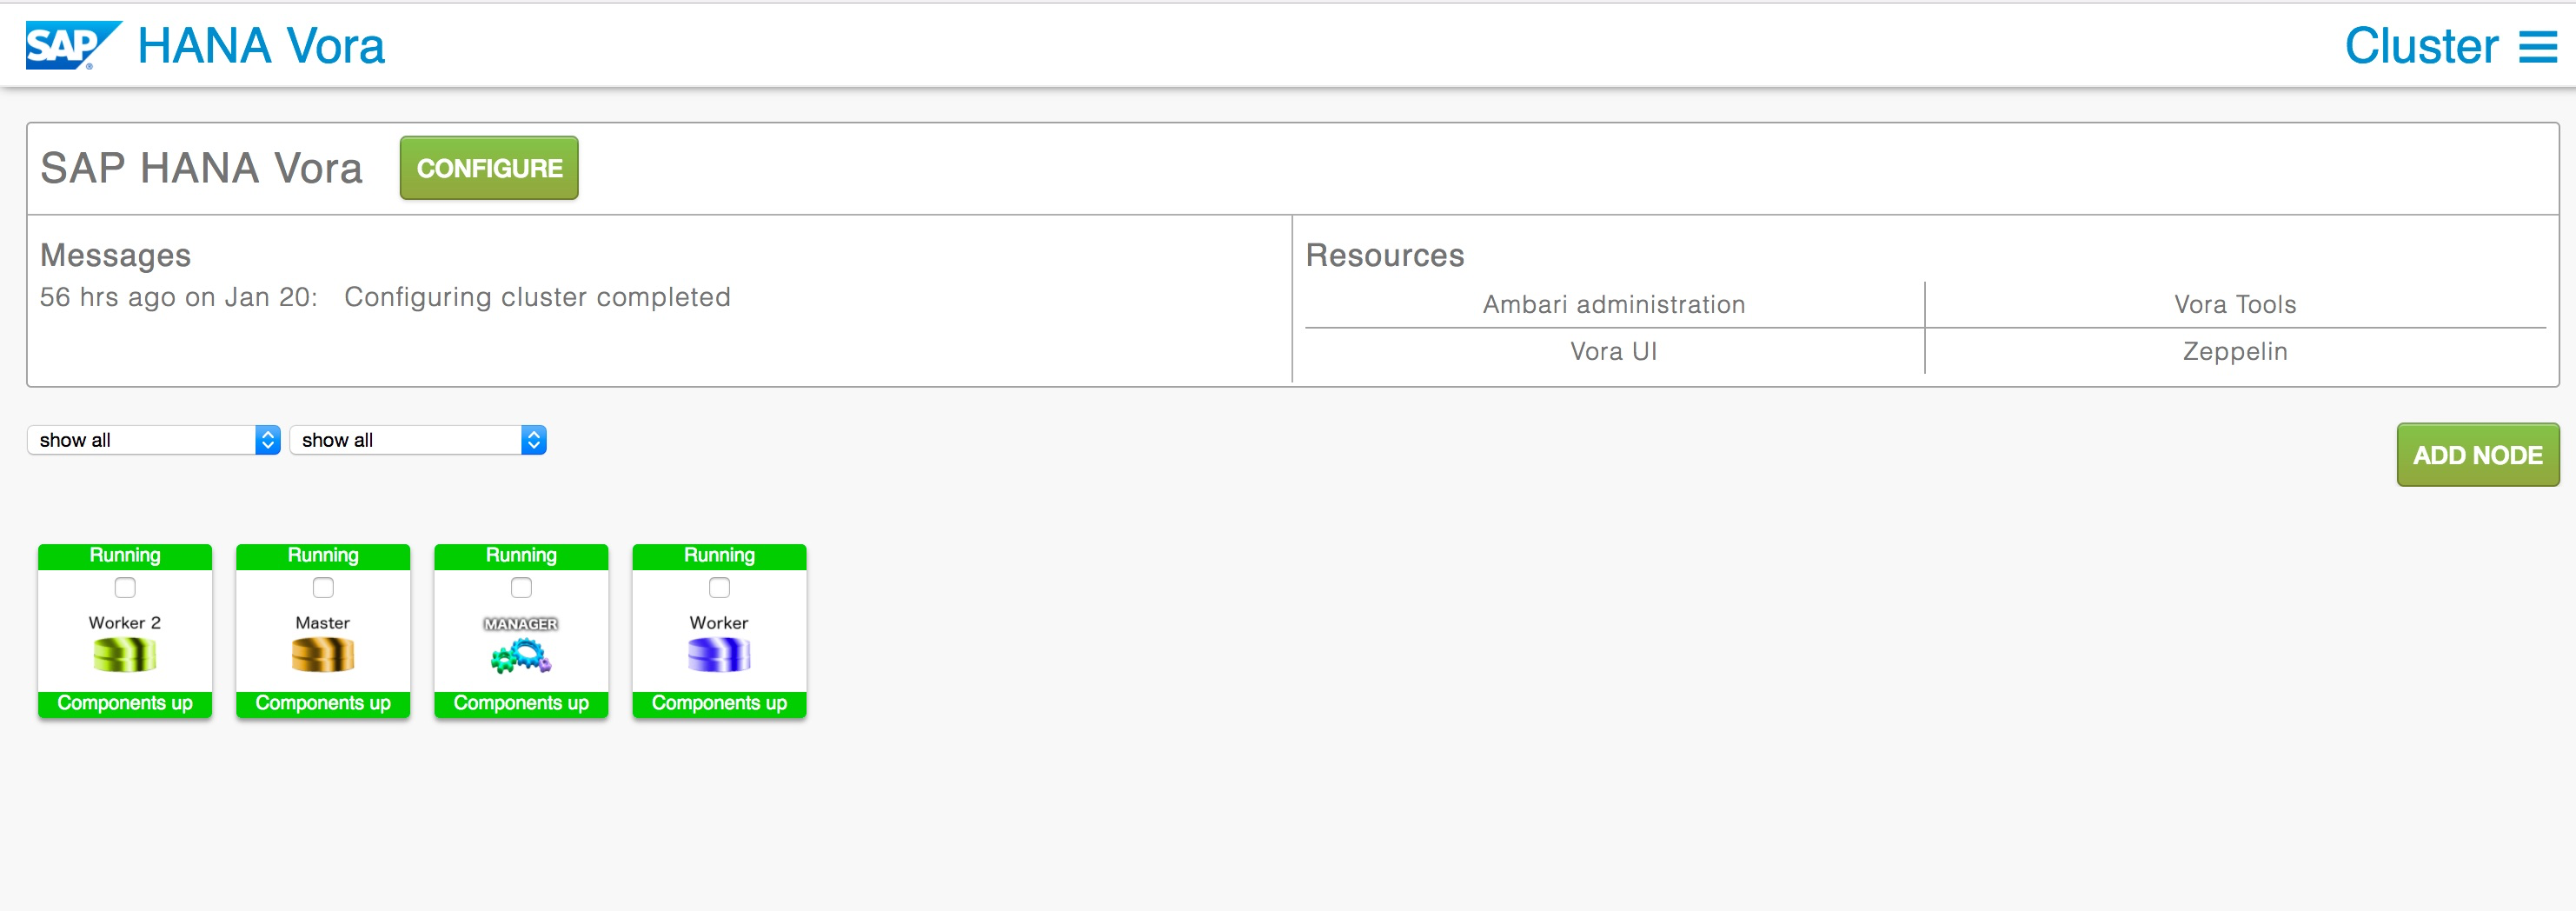 SAP HANA Vora Cluster
SAP HANA Vora CONFIGURE
Messages
56 hrs ago on Jan 20: Configuring cluster completed
Resources
Ambari administration Vora Tools
Vora UI Zeppelin
show all show all ADD NODE
Running Running Running Running
Worker 2 Master MANAGER Worker
Components up Components up Components up Components up